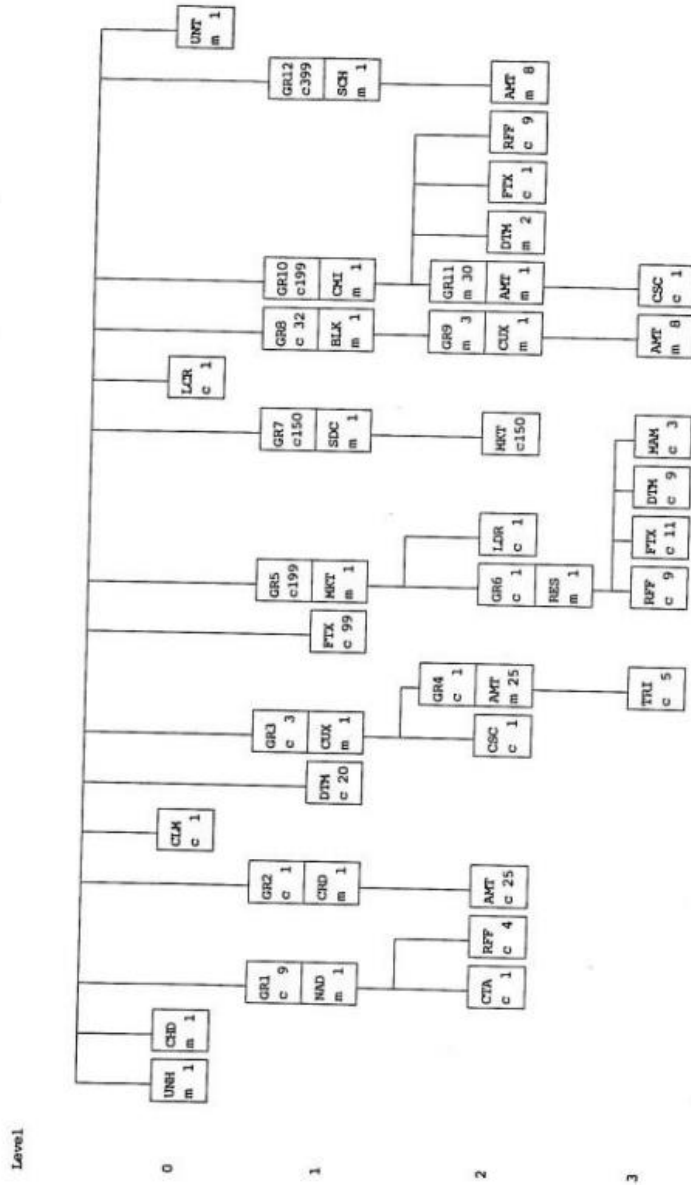 Level
0
UNH
m 1
CHD
m 1
CLM
c 1
LCR
c 1
UNT
m 1
1
GR1
c 9
NAD
m 1
GR2
c 1
CRD
m 1
DTM
c 20
GR3
c 3
CUX
m 1
FTX
c 99
GR5
c199
MKT
m 1
GR7
c150
SDC
m 1
GR8
c 32
BLK
m 1
GR10
c199
CMI
m 1
GR12
c399
SCH
m 1
2
CTA
c 1
RFF
c 4
AMT
c 25
CSC
c 1
GR4
c 1
AMT
m 25
GR6
c 1
RES
m 1
LDR
c 1
MKT
c150
GR9
m 3
CUX
m 1
GR11
m 30
AMT
m 1
DTM
m 2
FTX
c 1
RFF
c 9
AMT
m 8
3
TRI
c 5
RFF
c 9
FTX
c 11
DTM
c 9
MAM
c 3
AMT
m 8
CSC
c 1